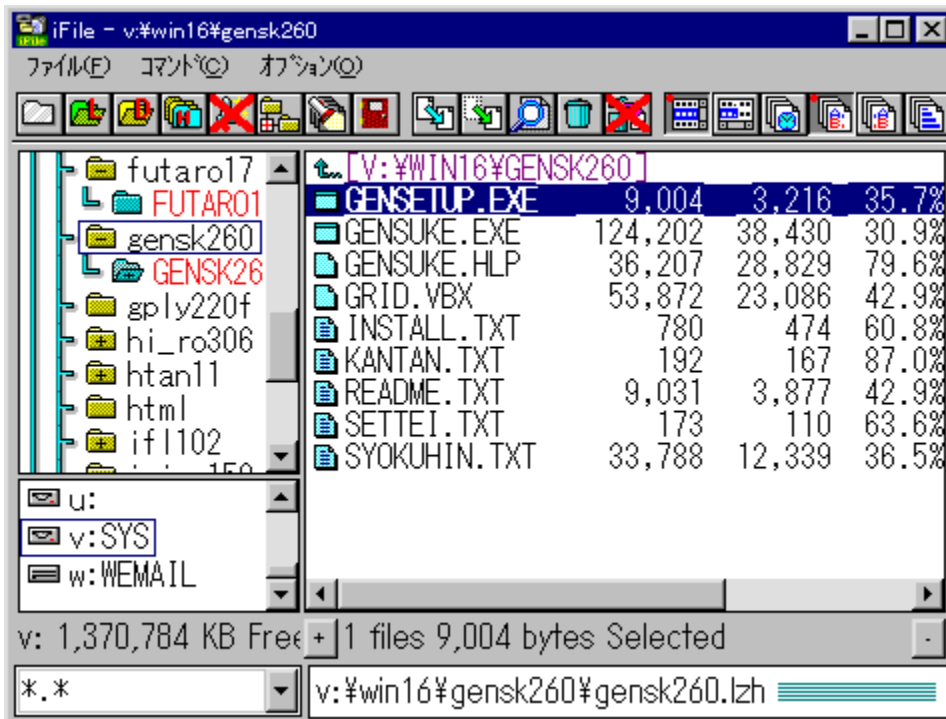 iFile - v:¥win16¥gensk260
ﾌｧｲﾙ(F) ｺﾏﾝﾄﾞ(C) ｵﾌﾟｼｮﾝ(O)
futaro17
FUTARO1
gensk260
GENSK26
gply220f
hi_ro306
htan11
html
ifl102
u:
v:SYS
w:WEMAIL
[V:¥WIN16¥GENSK260]
GENSETUP.EXE 9,004 3,216 35.7%
GENSUKE.EXE 124,202 38,430 30.9%
GENSUKE.HLP 36,207 28,829 79.6%
GRID.VBX 53,872 23,086 42.9%
INSTALL.TXT 780 474 60.8%
KANTAN.TXT 192 167 87.0%
README.TXT 9,031 3,877 42.9%
SETTEI.TXT 173 110 63.6%
SYOKUHIN.TXT 33,788 12,339 36.5%
v: 1,370,784 KB Free + 1 files 9,004 bytes Selected -
*.* v:¥win16¥gensk260¥gensk260.lzh